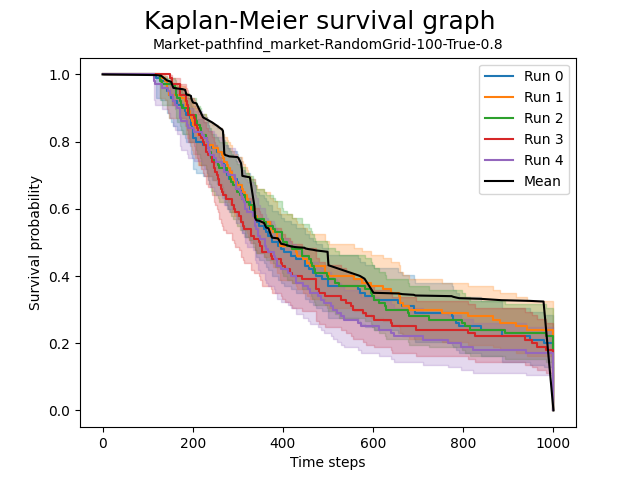 Kaplan-Meier survival graph
Market-pathfind_market-RandomGrid-100-True-0.8
Survival probability
1.0
0.8
0.6
0.4
0.2
0.0
Run 0
Run 1
Run 2
Run 3
Run 4
Mean
0 200 400 600 800 1000
Time steps